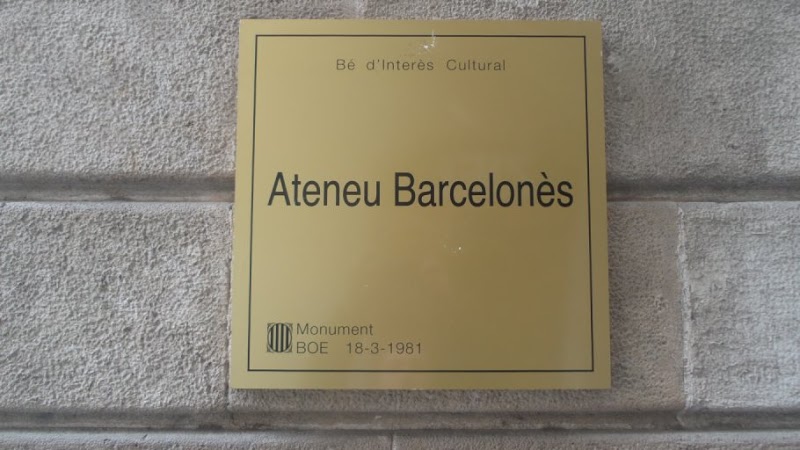 Bé d'Interès Cultural
Ateneu Barcelonès
Monument
BOE 18-3-1981